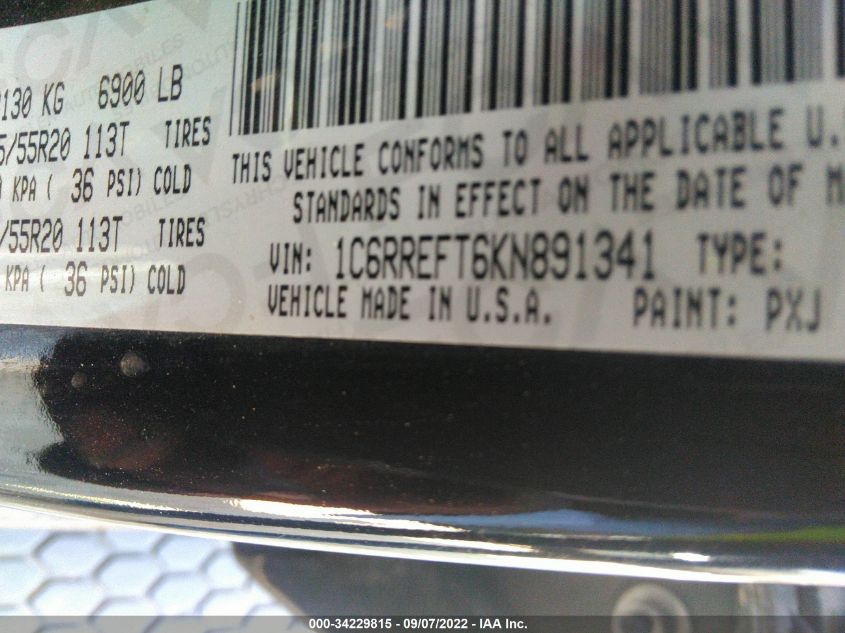 130 KG 6900 LB
5/55R20 113T TIRES
KPA ( 36 PSI) COLD
/55R20 113T TIRES
KPA ( 36 PSI) COLD
THIS VEHICLE CONFORMS TO ALL APPLICABLE U.
STANDARDS IN EFFECT ON THE DATE OF M
VIN: 1C6RREFT6KN891341 TYPE:
VEHICLE MADE IN U.S.A. PAINT: PXJ
000-34229815 - 09/07/2022 - IAA Inc.